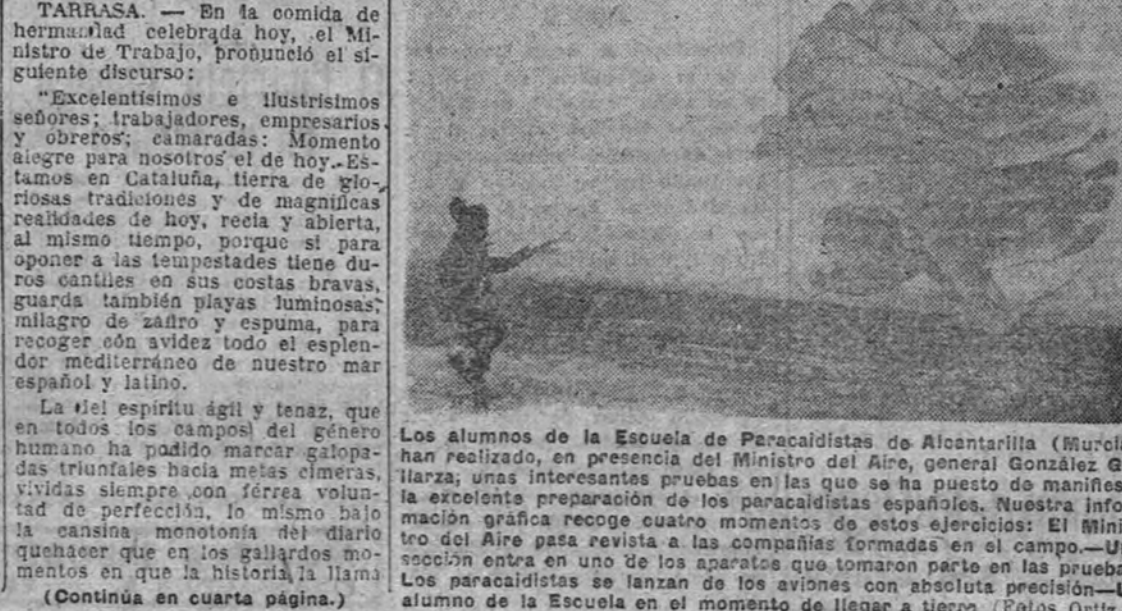 TARRASA. — En la comida de
hermandad celebrada hoy, el Mi-
nistro de Trabajo, pronunció el si-
guiente discurso:
"Excelentísimos e ilustrísimos
señores; trabajadores, empresarios
y obreros; camaradas: Momento
alegre para nosotros el de hoy. Es-
tamos en Cataluña, tierra de glo-
riosas tradiciones y de magníficas
realidades de hoy, recia y abierta,
al mismo tiempo, porque si para
oponer a las tempestades tiene du-
ros cantiles en sus costas bravas,
guarda también playas luminosas,
milagro de zafiro y espuma, para
recoger con avidez todo el esplen-
dor mediterráneo de nuestro mar
español y latino.
La del espíritu ágil y tenaz, que
en todos los campos del género
humano ha podido marcar galopa-
das triunfales hacia metas cimeras,
vividas siempre con férrea volun-
tad de perfección, lo mismo bajo
la cansina monotonía del diario
quehacer que en los gallardos mo-
mentos en que la historia la llama
(Continúa en cuarta página.)
Los alumnos de la Escuela de Paracaidistas de Alcantarilla (Murcia
han realizado, en presencia del Ministro del Aire, general González G
llarza, unas interesantes pruebas en las que se ha puesto de manifies
la excelente preparación de los paracaidistas españoles. Nuestra info
mación gráfica recoge cuatro momentos de estos ejercicios: El Mini
tro del Aire pasa revista a las compañías formadas en el campo.—U
sección entra en uno de los aparatos que tomaron parte en las prueba
Los paracaidistas se lanzan de los aviones con absoluta precisión—U
alumno de la Escuela en el momento de llegar a tierra. (Fotos Ortiz